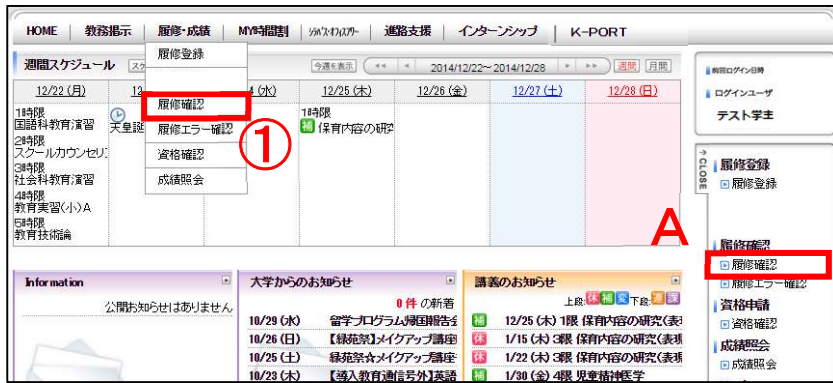 HOME 教務掲示 履修・成績 MY時間割 シラバス・カリフォリア- 進路支援 インターンシップ K-PORT
週間スケジュール 今週を表示 2014/12/22~2014/12/28 週間 月間
12/22 (月) 12 (水) 12/25 (木) 12/26 (金) 12/27 (土) 12/28 (日)
1時限
国語科教育演習
2時限
スクールカウンセリ
3時限
社会科教育演習
4時限
教育実習(小)A
5時限
教育技術論
天皇誕
1時限
補 保育内容の研究
履修登録
履修確認
履修エラー確認
資格確認
成績照会
①
A
前回ログイン日時
ログインユーザ
テスト学主
CLOSE
履修登録
履修登録
履修確認
履修確認
履修エラー確認
資格申請
資格確認
成績照会
成績照会
Information
公開お知らせはありません
大学からのお知らせ
0 件 の新着
10/29 (水) 留学プログラム帰国報告会
10/26 (日) 【緑苑祭】メイクアップ講座
10/25 (土) 緑苑祭☆メイクアップ講座
10/23 (木) 【導入教育通信号外】英語
講義のお知らせ
上段:休 補 変 下段:遅 課
補 12/25 (木) 1限 保育内容の研究(表
休 1/15 (木) 3限 保育内容の研究(表現
休 1/22 (木) 3限 保育内容の研究(表現
補 1/30 (金) 4限 児童精神医学